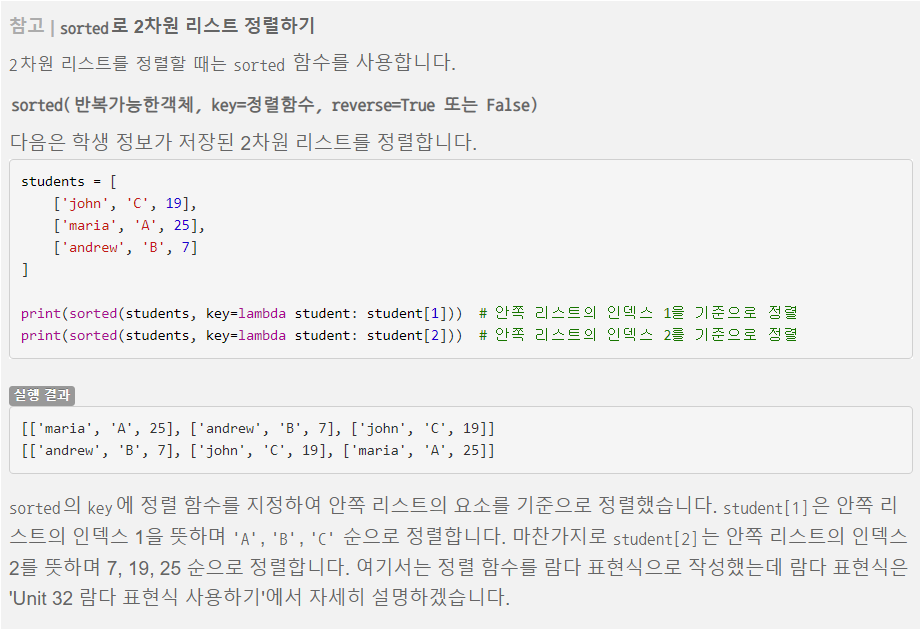 참고 | sorted로 2차원 리스트 정렬하기
2차원 리스트를 정렬할 때는 sorted 함수를 사용합니다.
sorted(반복가능한객체, key=정렬함수, reverse=True 또는 False)
다음은 학생 정보가 저장된 2차원 리스트를 정렬합니다.
students = [
    ['john', 'C', 19],
    ['maria', 'A', 25],
    ['andrew', 'B', 7]
]
print(sorted(students, key=lambda student: student[1]))  # 안쪽 리스트의 인덱스 1을 기준으로 정렬
print(sorted(students, key=lambda student: student[2]))  # 안쪽 리스트의 인덱스 2를 기준으로 정렬
실행 결과
[['maria', 'A', 25], ['andrew', 'B', 7], ['john', 'C', 19]]
[['andrew', 'B', 7], ['john', 'C', 19], ['maria', 'A', 25]]
sorted의 key에 정렬 함수를 지정하여 안쪽 리스트의 요소를 기준으로 정렬했습니다. student[1]은 안쪽 리
스트의 인덱스 1을 뜻하며 'A', 'B', 'C' 순으로 정렬합니다. 마찬가지로 student[2]는 안쪽 리스트의 인덱스
2를 뜻하며 7, 19, 25 순으로 정렬합니다. 여기서는 정렬 함수를 람다 표현식으로 작성했는데 람다 표현식은
'Unit 32 람다 표현식 사용하기'에서 자세히 설명하겠습니다.